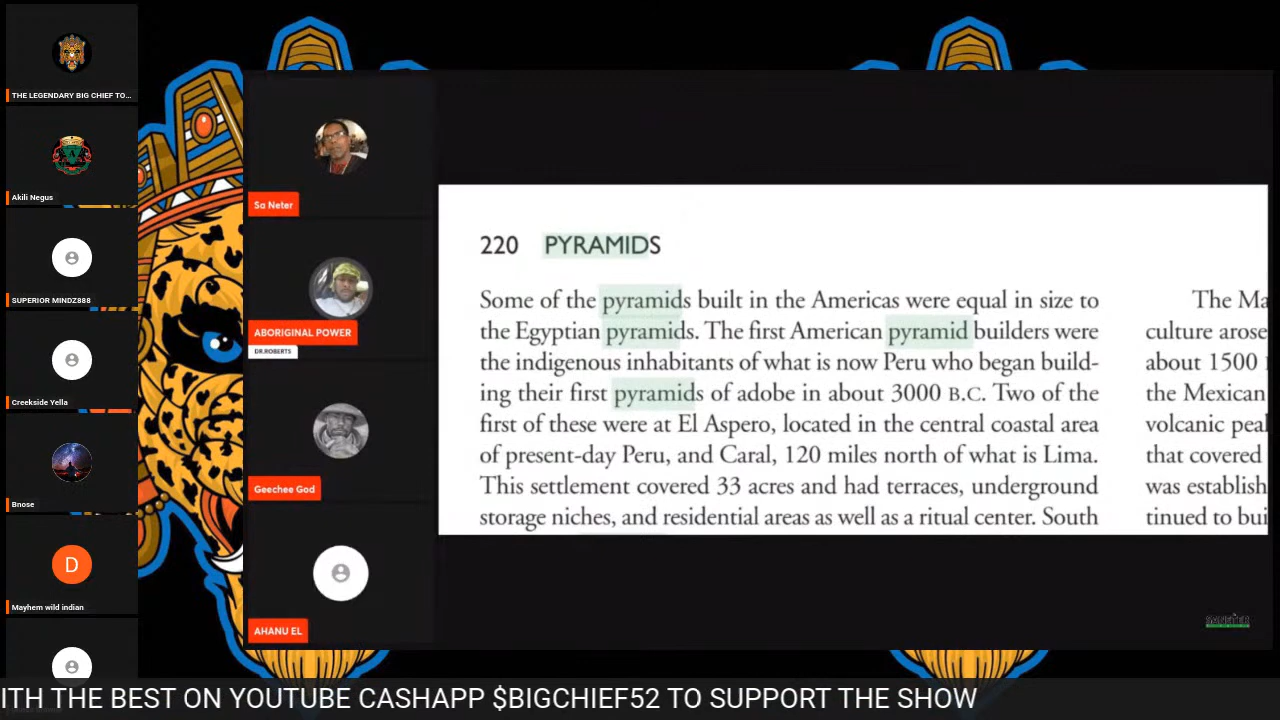 THE LEGENDARY BIG CHIEF TO...
Akili Negus
SUPERIOR MINDZ888
Creekside Yella
Bnose
D
Mayhem wild indian
Sa Neter
ABORIGINAL POWER
DR.ROBERTS
Geechee God
AHANU EL
220 PYRAMIDS
Some of the pyramids built in the Americas were equal in size to
the Egyptian pyramids. The first American pyramid builders were
the indigenous inhabitants of what is now Peru who began build-
ing their first pyramids of adobe in about 3000 B.C. Two of the
first of these were at El Aspero, located in the central coastal area
of present-day Peru, and Caral, 120 miles north of what is Lima.
This settlement covered 33 acres and had terraces, underground
storage niches, and residential areas as well as a ritual center. South
The Ma
culture arose
about 1500
the Mexican
volcanic peal
that covered
was establish
tinued to bui
SANETER
ITH THE BEST ON YOUTUBE CASHAPP $BIGCHIEF52 TO SUPPORT THE SHOW